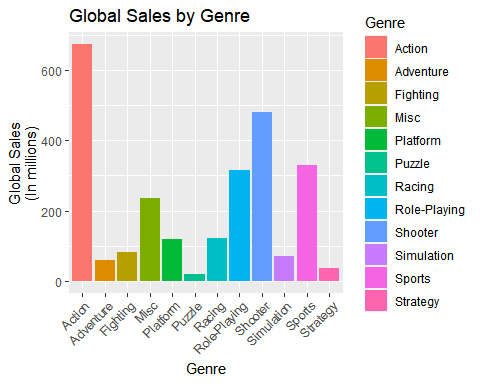 Global Sales by Genre
Global Sales
(In millions)
600
400
200
0
Action
Adventure
Fighting
Misc
Platform
Puzzle
Racing
Role-Playing
Shooter
Simulation
Sports
Strategy
Genre
Genre
Action
Adventure
Fighting
Misc
Platform
Puzzle
Racing
Role-Playing
Shooter
Simulation
Sports
Strategy